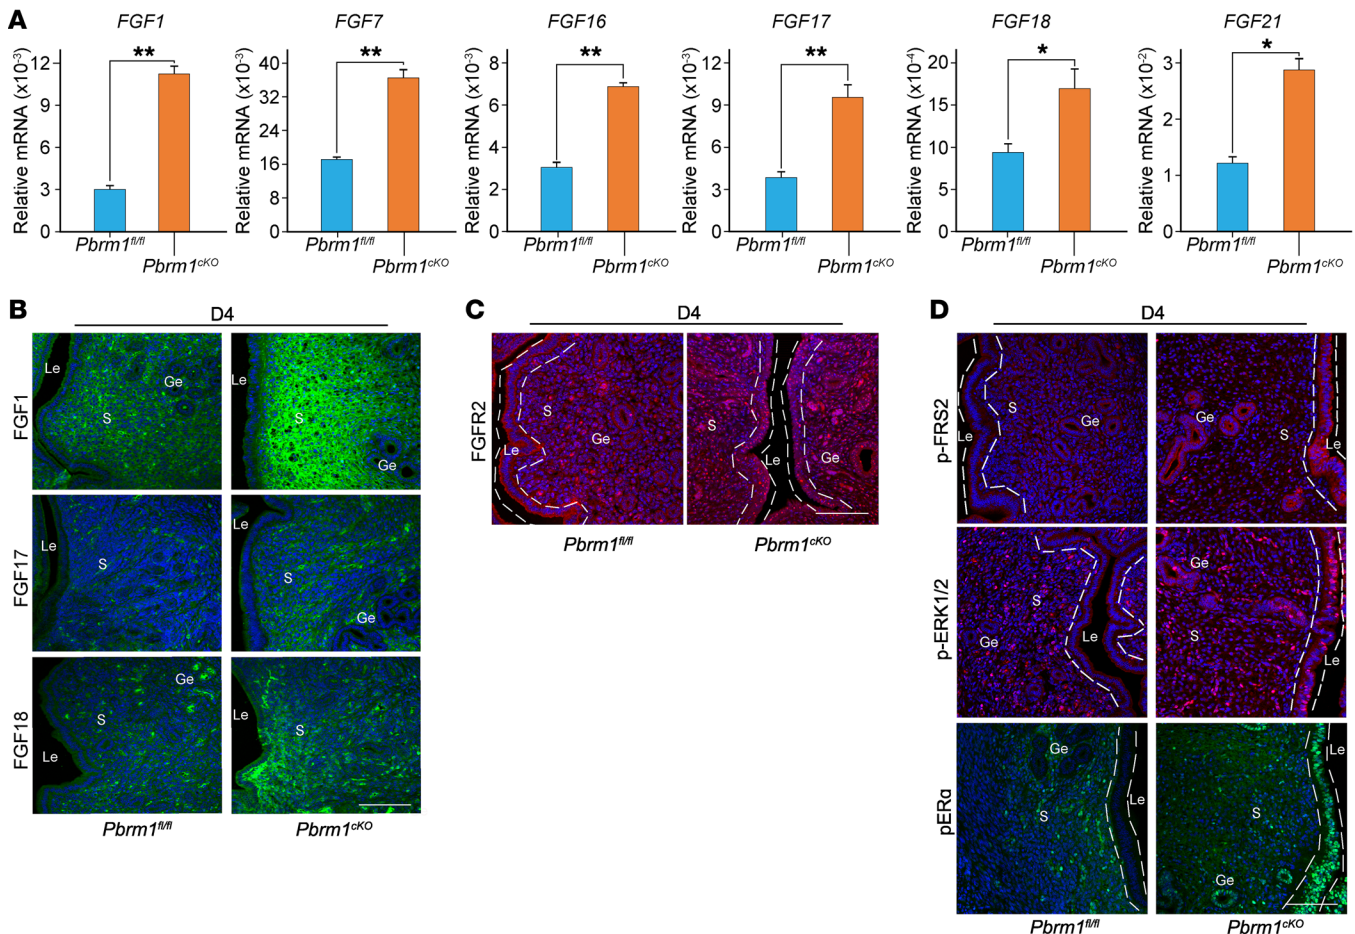 A
FGF1
FGF7
FGF16
FGF17
FGF18
FGF21
Relative mRNA (x10-3)
12
9
6
3
0
**
Pbrm1fl/fl
Pbrm1cKO
Relative mRNA (x10-3)
40
36
24
16
8
0
**
Pbrm1fl/fl
Pbrm1cKO
Relative mRNA (x10-3)
8
6
4
2
0
**
Pbrm1fl/fl
Pbrm1cKO
Relative mRNA (x10-3)
12
9
6
3
0
**
Pbrm1fl/fl
Pbrm1cKO
Relative mRNA (x10-4)
20
15
10
5
0
*
Pbrm1fl/fl
Pbrm1cKO
Relative mRNA (x10-2)
3
2
1
0
*
Pbrm1fl/fl
Pbrm1cKO
B
D4
FGF1
Le
Ge
S
Le
S
Ge
FGF17
Le
S
Le
S
Ge
FGF18
Ge
S
Le
Le
S
Pbrm1fl/fl
Pbrm1cKO
C
D4
FGFR2
S
Ge
Le
S
Le
Ge
Pbrm1fl/fl
Pbrm1cKO
D
D4
p-FRS2
S
Ge
Le
Ge
S
Le
p-ERK1/2
S
Ge
Le
Ge
S
Le
pERα
Ge
Le
S
Le
S
Ge
Pbrm1fl/fl
Pbrm1cKO